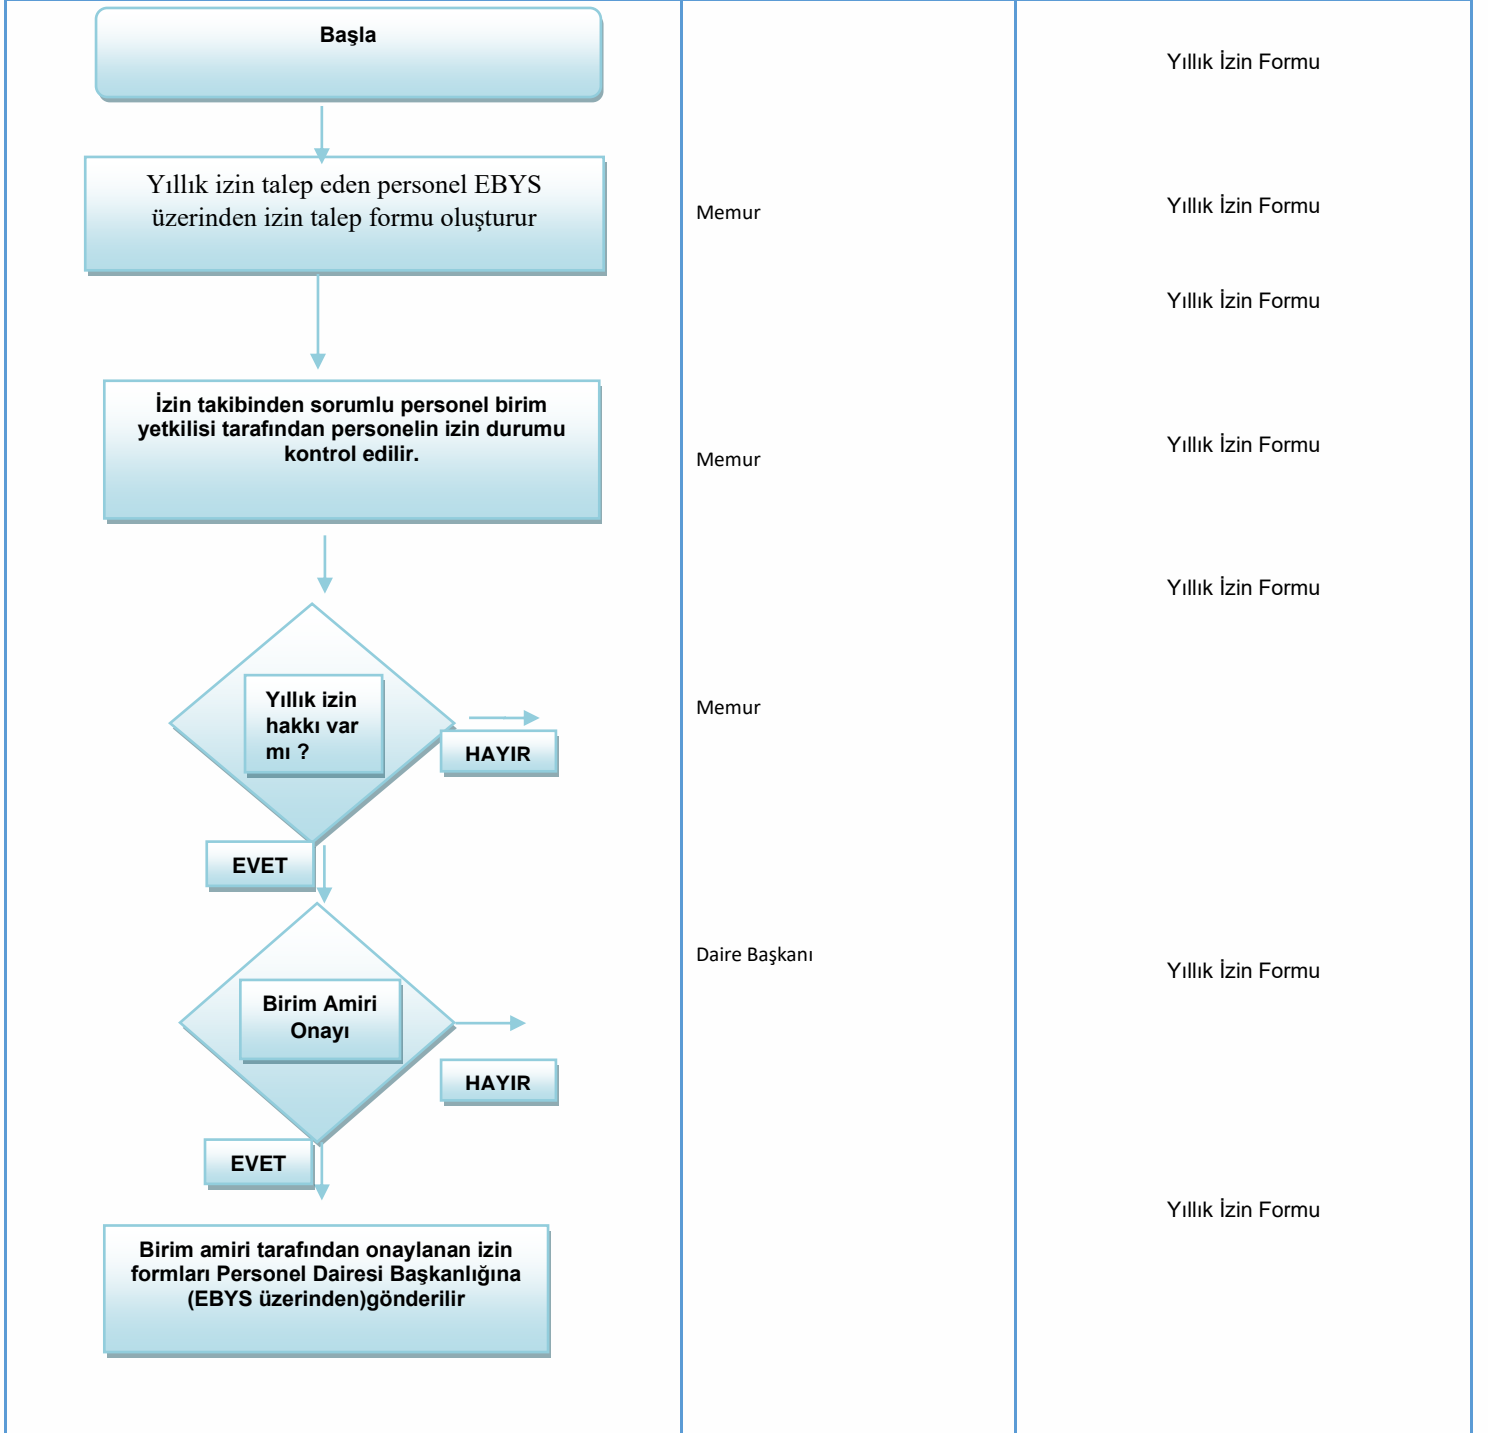 Başla
Yıllık İzin Formu
Yıllık izin talep eden personel EBYS
üzerinden izin talep formu oluşturur
Memur
Yıllık İzin Formu
Yıllık İzin Formu
İzin takibinden sorumlu personel birim
yetkilisi tarafından personelin izin durumu
kontrol edilir.
Memur
Yıllık İzin Formu
Yıllık İzin Formu
Yıllık izin
hakkı var
mı ?
HAYIR
Memur
EVET
Birim Amiri
Onayı
Daire Başkanı
Yıllık İzin Formu
HAYIR
EVET
Yıllık İzin Formu
Birim amiri tarafından onaylanan izin
formları Personel Dairesi Başkanlığına
(EBYS üzerinden)gönderilir